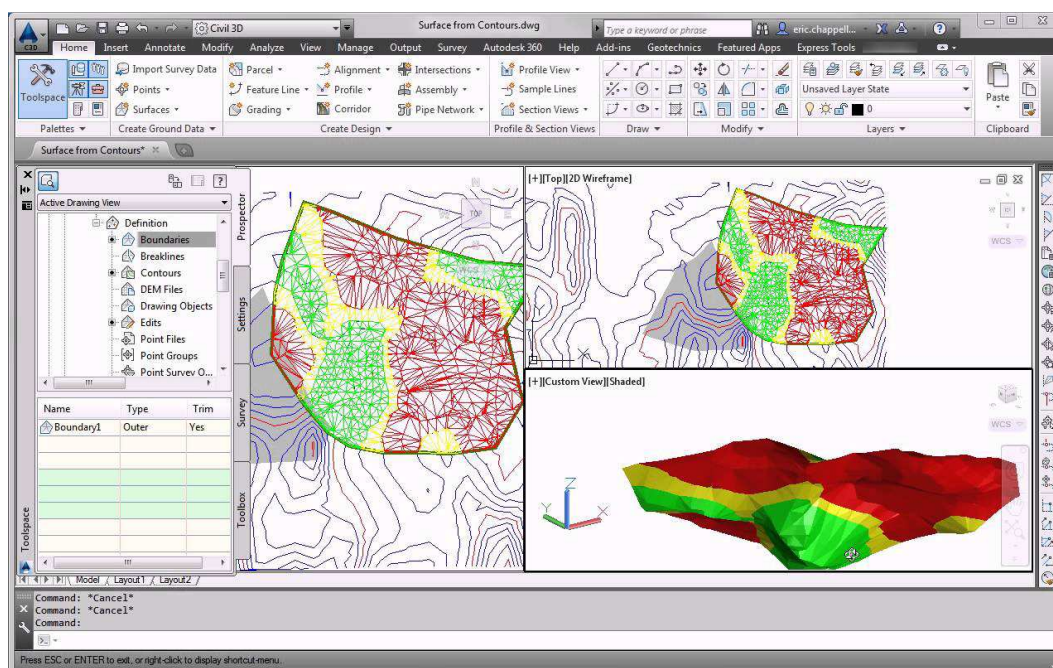 Civil 3D
Surface from Contours.dwg
Type a keyword or phrase
eric.chappell...
C3D
Home Insert Annotate Modify Analyze View Manage Output Survey Autodesk 360 Help Add-ins Geotechnics Featured Apps Express Tools
Toolspace
Import Survey Data
Points
Surfaces
Parcel
Feature Line
Grading
Alignment
Profile
Corridor
Intersections
Assembly
Pipe Network
Profile View
Sample Lines
Section Views
Unsaved Layer State
0
Paste
Palettes
Create Ground Data
Create Design
Profile & Section Views
Draw
Modify
Layers
Clipboard
Surface from Contours*
Active Drawing View
Definition
Boundaries
Breaklines
Contours
DEM Files
Drawing Objects
Edits
Point Files
Point Groups
Point Survey O...
Name Type Trim
Boundary1 Outer Yes
Prospector
Settings
Survey
Toolbox
Toolspace
TOP
WCS
[+][Top][2D Wireframe]
WCS
X
[+][Custom View][Shaded]
WCS
Z
Y
X
Model Layout1 Layout2
Command: *Cancel*
Command: *Cancel*
Command:
Press ESC or ENTER to exit, or right-click to display shortcut-menu.